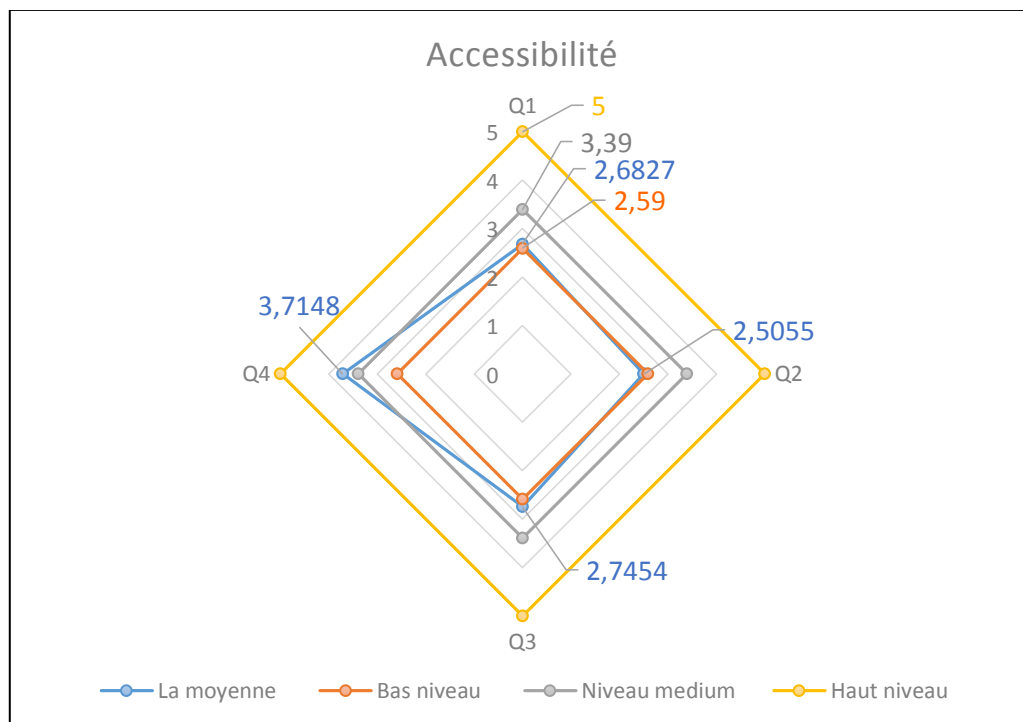 Accessibilité
Q1
5
5
3,39
4
2,6827
3
2,59
2
3,7148
1
2,5055
Q4
0
Q2
2,7454
Q3
La moyenne
Bas niveau
Niveau medium
Haut niveau